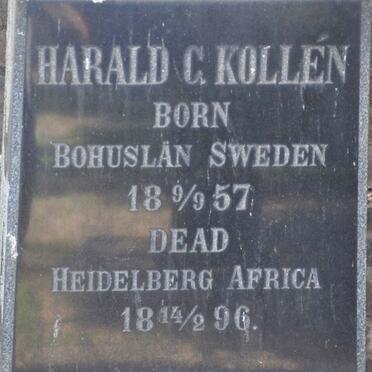 HARALD C. KOLLÉN
BORN
BOHUSLÄN SWEDEN
18 9/9 57
DEAD
HEIDELBERG AFRICA
18 14/2 96.